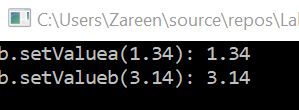 C:\Users\Zareen\source\repos\La
b.setValuea(1.34): 1.34
b.setValueb(3.14): 3.14